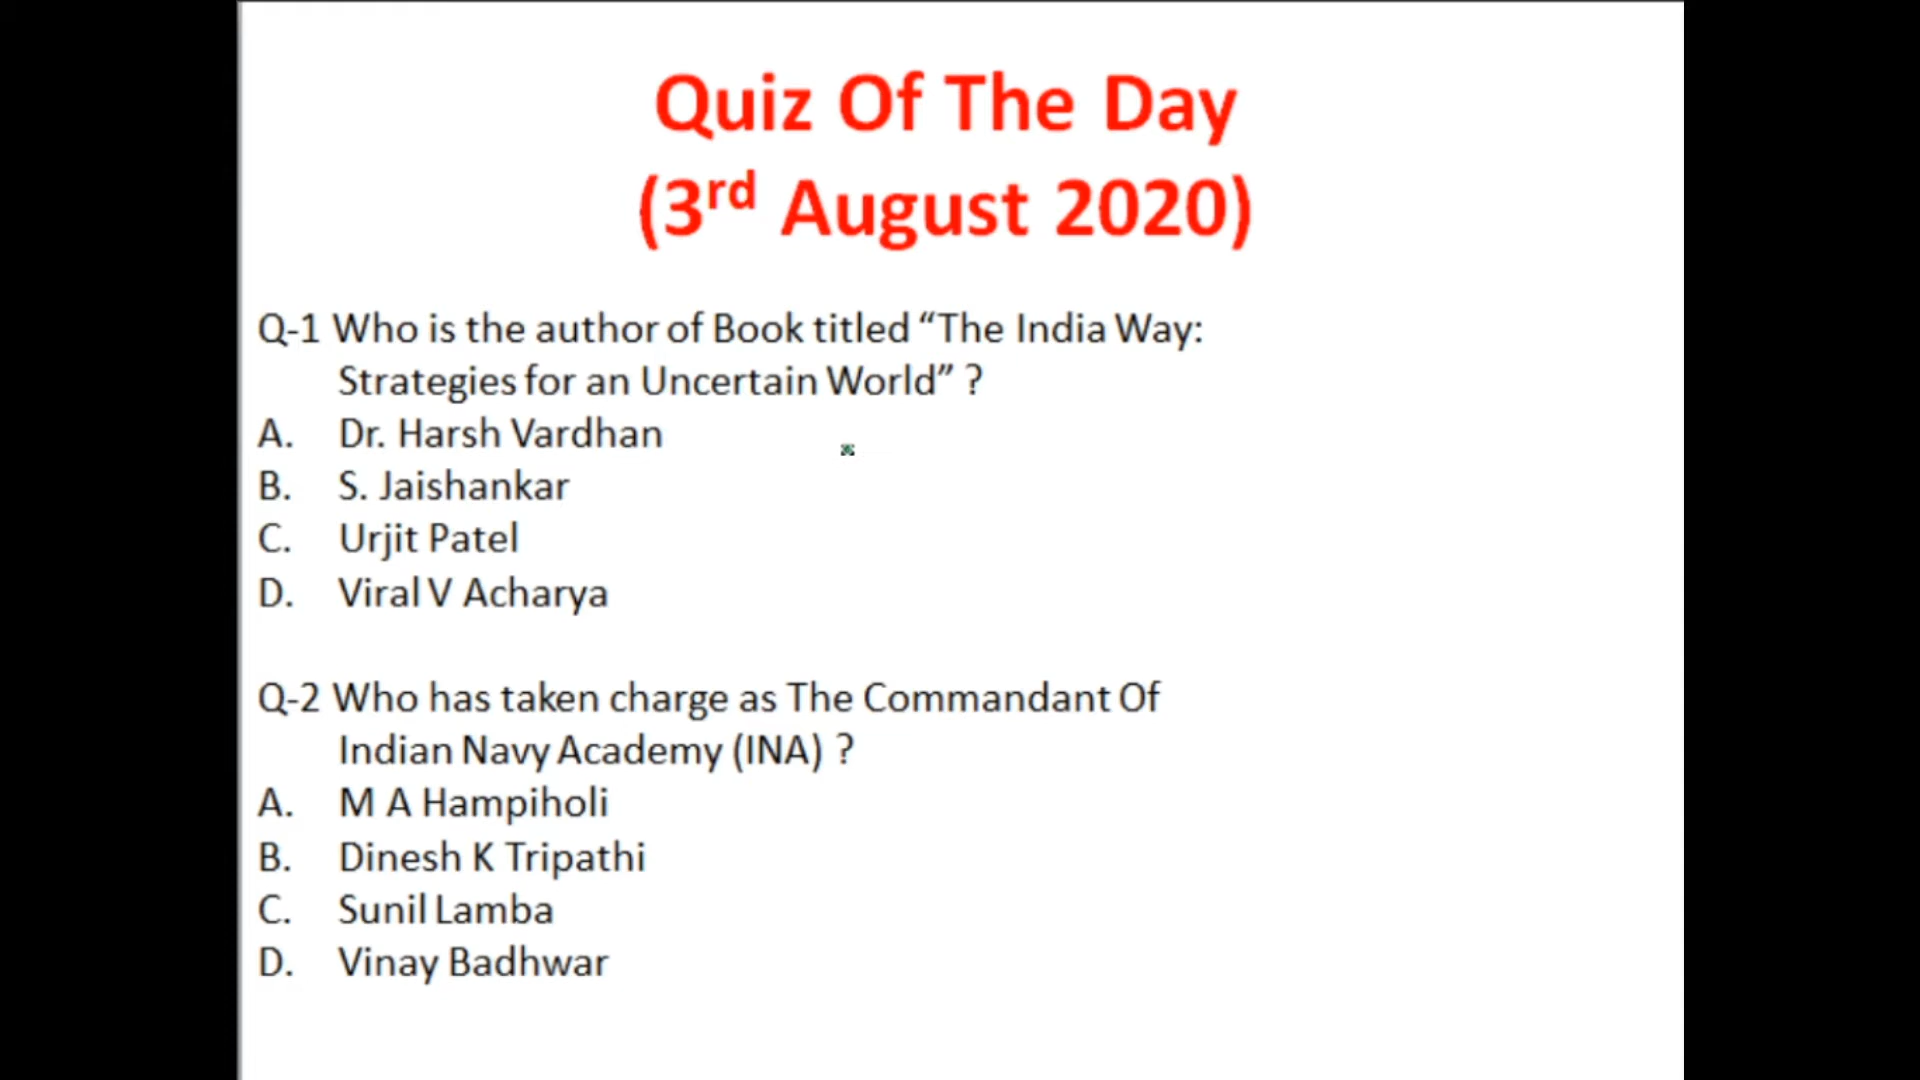 Quiz Of The Day
(3rd August 2020)
Q-1 Who is the author of Book titled “The India Way:
Strategies for an Uncertain World” ?
A. Dr. Harsh Vardhan
B. S. Jaishankar
C. Urjit Patel
D. Viral V Acharya
Q-2 Who has taken charge as The Commandant Of
Indian Navy Academy (INA) ?
A. M A Hampiholi
B. Dinesh K Tripathi
C. Sunil Lamba
D. Vinay Badhwar